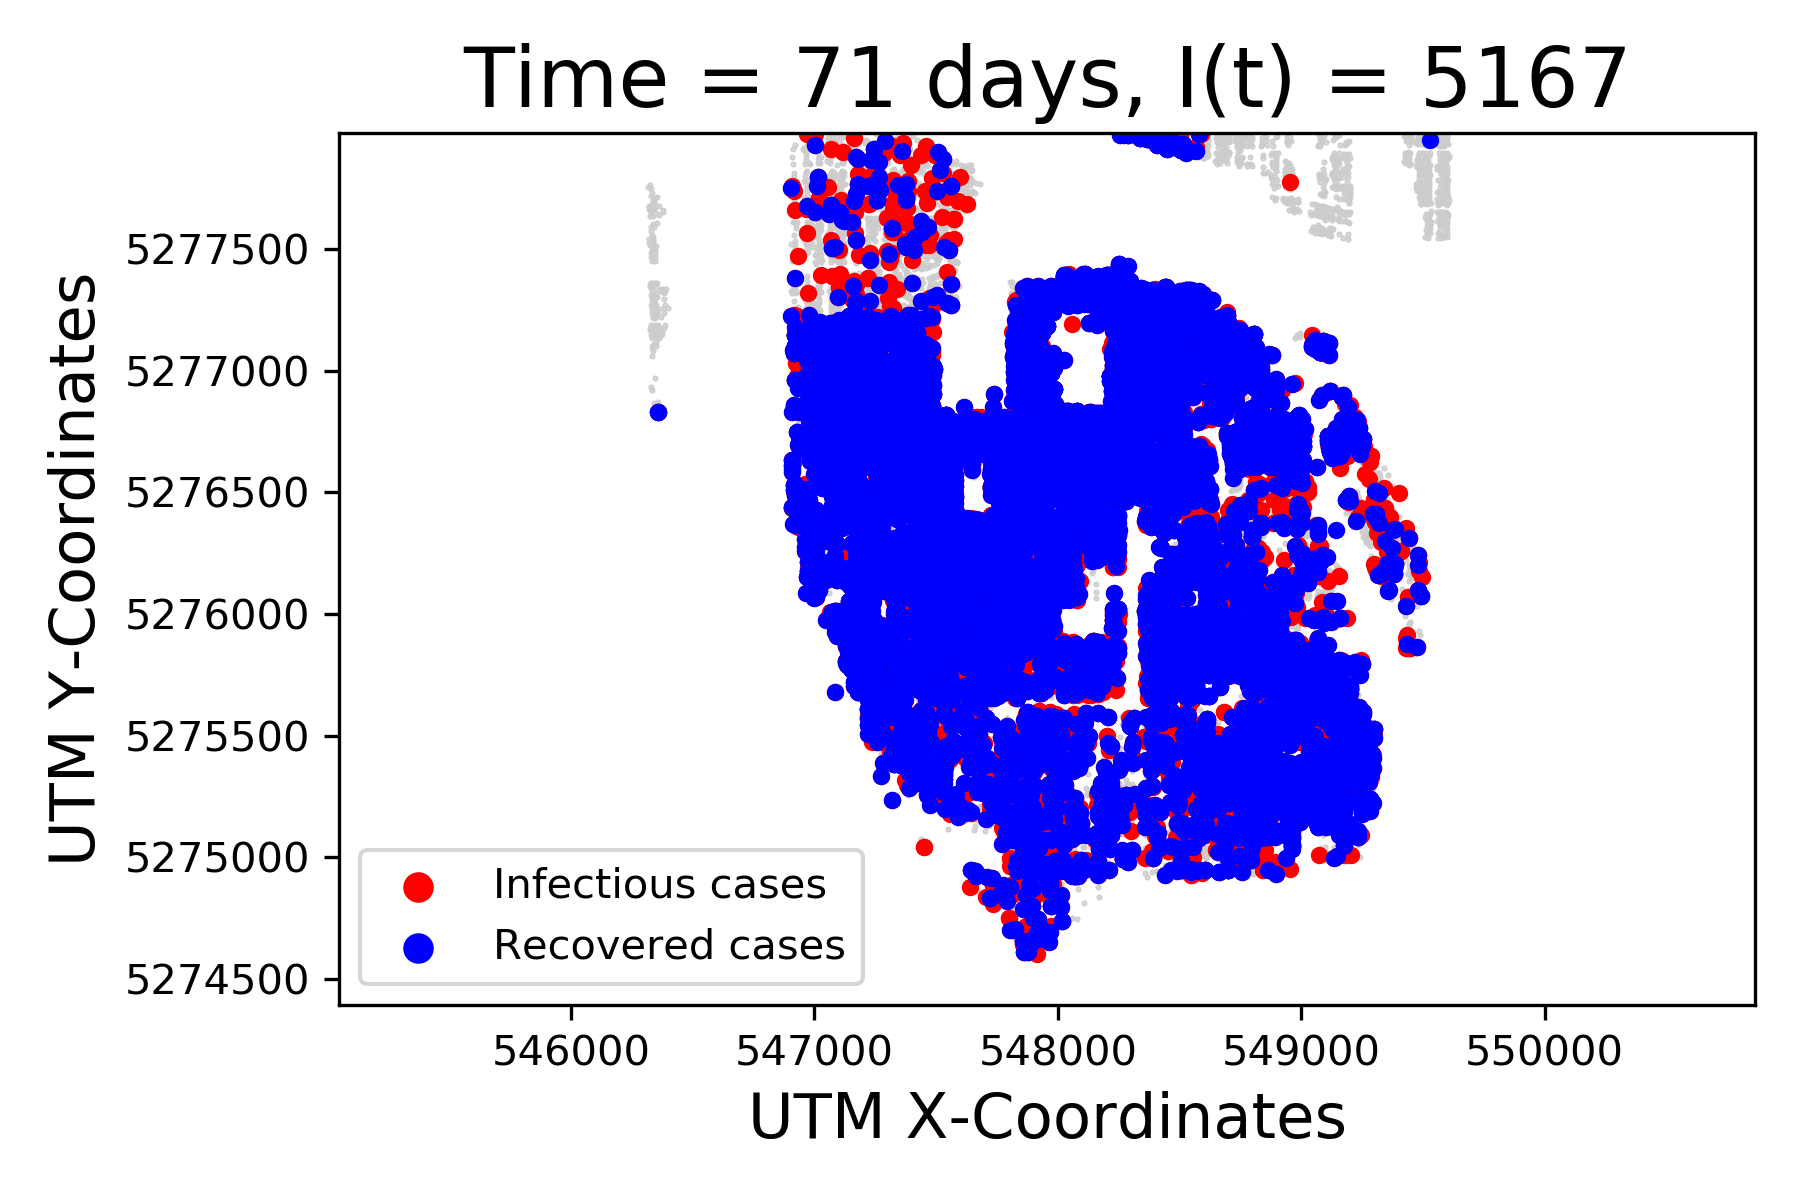 Time = 71 days, I(t) = 5167
UTM Y-Coordinates
5277500
5277000
5276500
5276000
5275500
5275000
5274500
Infectious cases
Recovered cases
546000 547000 548000 549000 550000
UTM X-Coordinates